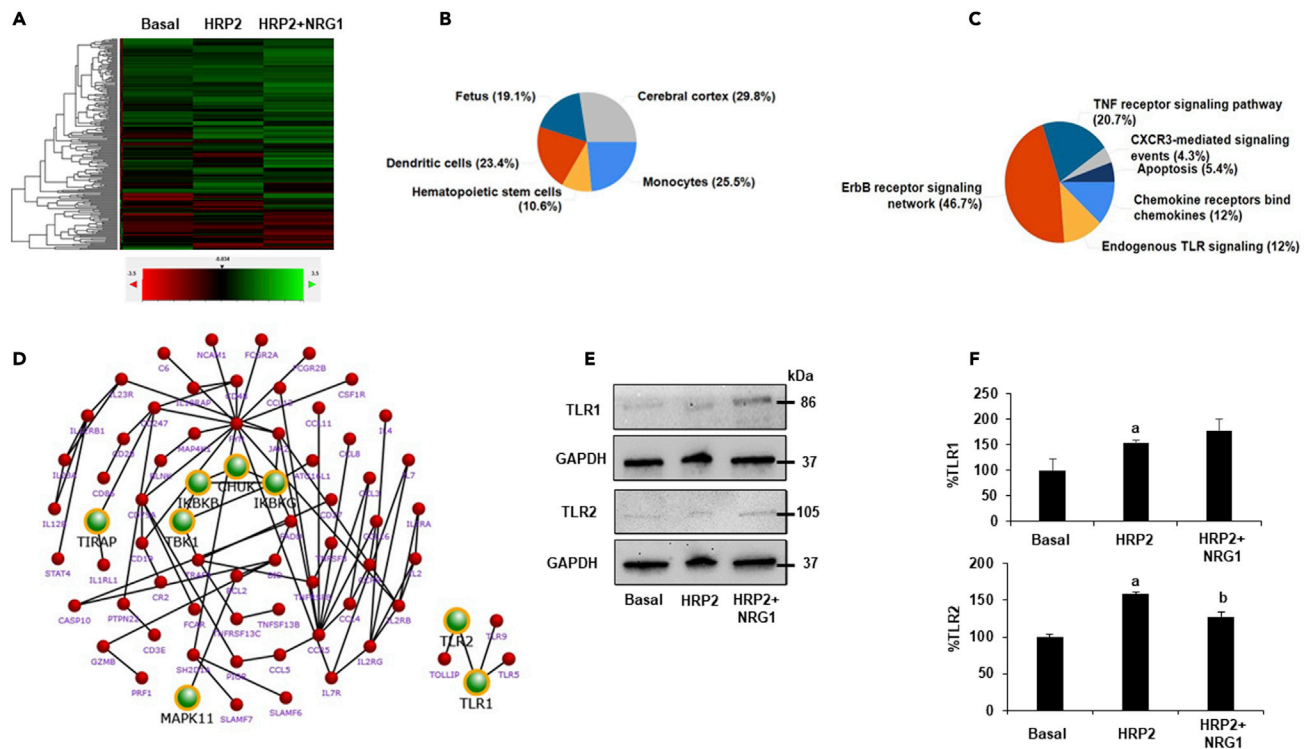 A
Basal HRP2 HRP2+NRG1
-0.034
-3.5 3.5
B
Fetus (19.1%)
Cerebral cortex (29.8%)
Dendritic cells (23.4%)
Hematopoietic stem cells
(10.6%)
Monocytes (25.5%)
C
TNF receptor signaling pathway
(20.7%)
CXCR3-mediated signaling
events (4.3%)
Apoptosis (5.4%)
ErbB receptor signaling
network (46.7%)
Chemokine receptors bind
chemokines (12%)
Endogenous TLR signaling (12%)
D
NCAM1
FCGR2A
C6
FCGR2B
IL23R
CSF1R
CCL11
IL4
MAP4K1
CCL8
IL7
BLNK
CD86
IKBKB
CHUK
IKBKG
TIRAP
TBK1
IL12B
STAT4
IL1RL1
CD19
CR2
BCL2
IL2
CASP10
PTPN22
FCAR
TNFSF13B
TNFRSF13C
CCL4
IL2RB
CD3E
GZMB
CCL5
IL2RG
PRF1
IL7R
MAPK11
SLAMF7
SLAMF6
TLR2
TLR9
TOLLIP
TLR5
TLR1
E
kDa
TLR1
86
GAPDH
37
TLR2
105
GAPDH
37
Basal HRP2 HRP2+
NRG1
F
%TLR1
250
200
150
100
50
0
a
Basal HRP2 HRP2+
NRG1
%TLR2
200
150
100
50
0
a
b
Basal HRP2 HRP2+
NRG1